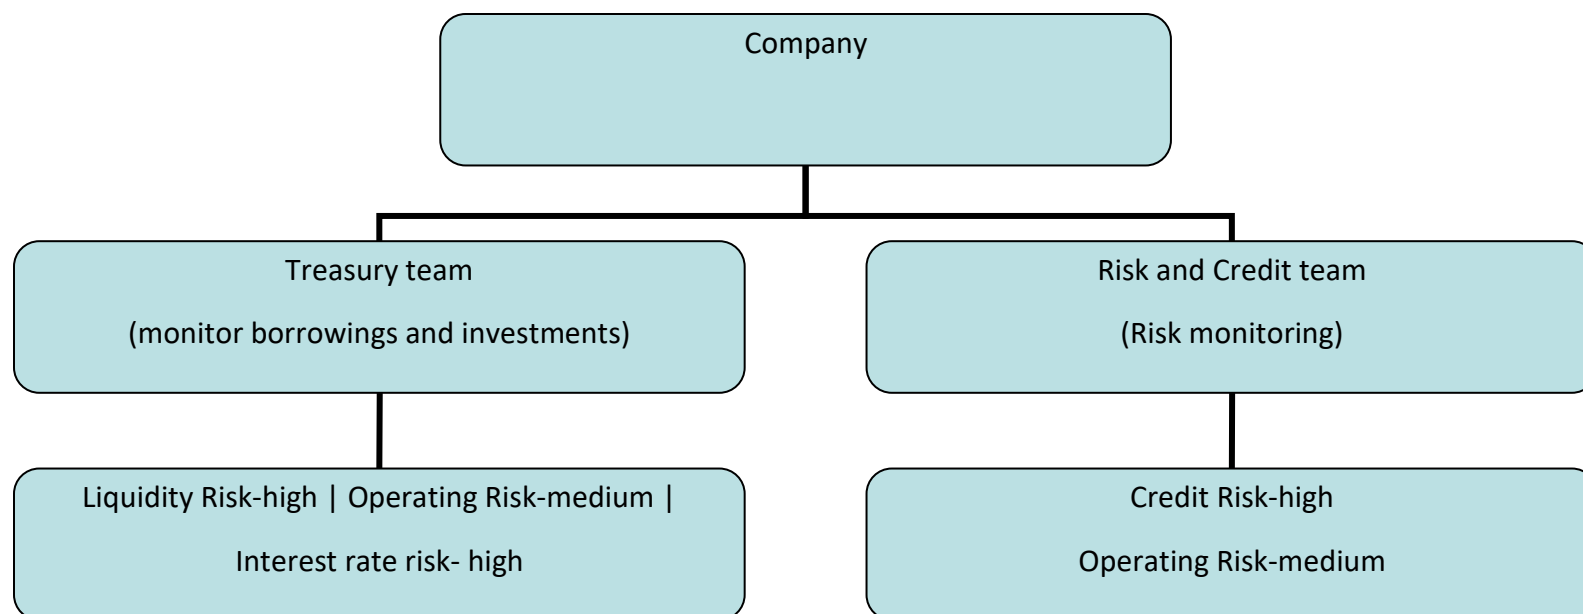 Company
Treasury team
(monitor borrowings and investments)
Risk and Credit team
(Risk monitoring)
Liquidity Risk-high | Operating Risk-medium |
Interest rate risk- high
Credit Risk-high
Operating Risk-medium